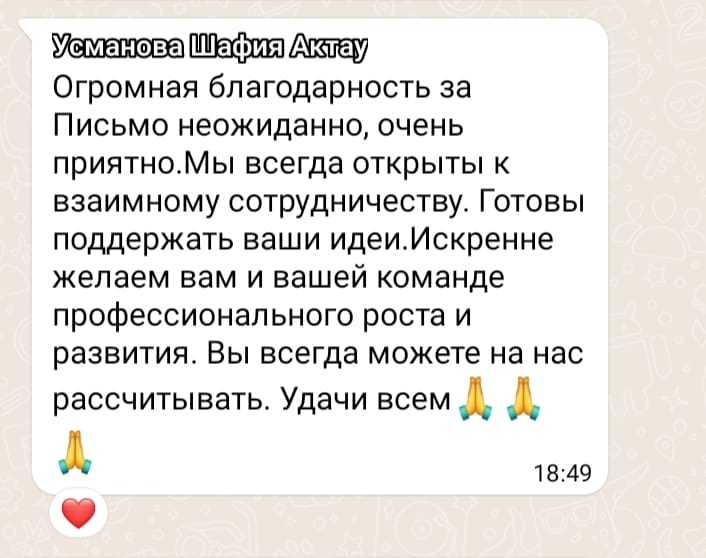 Усманова Шафия Актау
Огромная благодарность за
Письмо неожиданно, очень
приятно.Мы всегда открыты к
взаимному сотрудничеству. Готовы
поддержать ваши идеи.Искренне
желаем вам и вашей команде
профессионального роста и
развития. Вы всегда можете на нас
рассчитывать. Удачи всем🙏 🙏
🙏
18:49